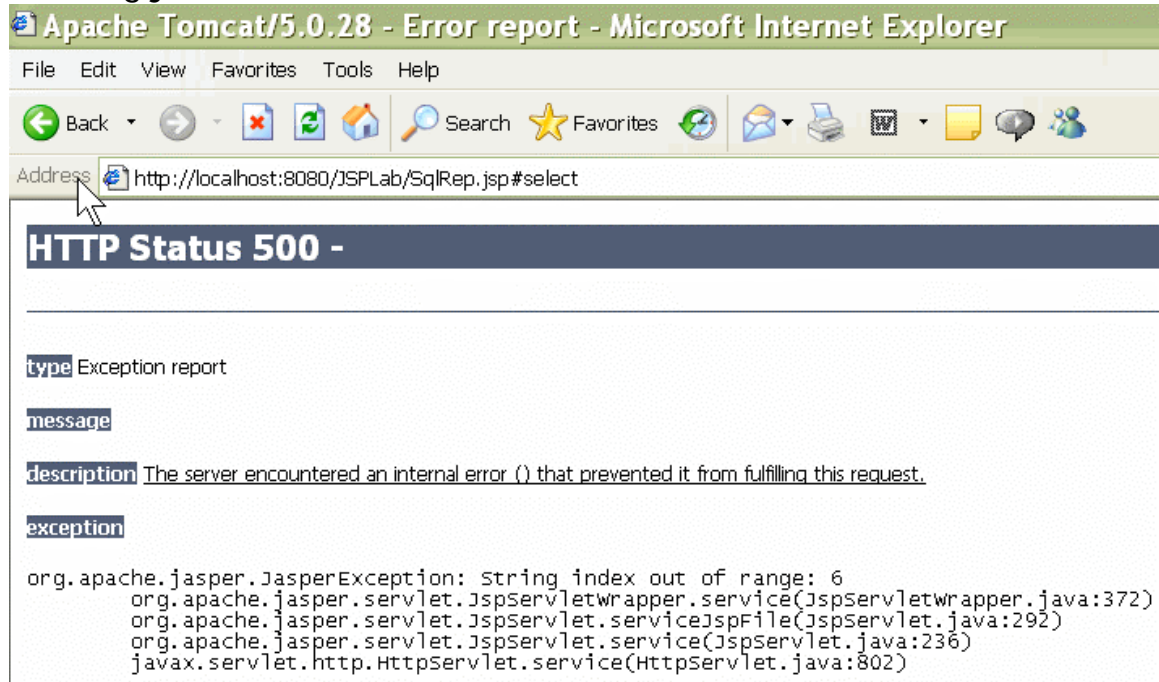 Apache Tomcat/5.0.28 - Error report - Microsoft Internet Explorer
File Edit View Favorites Tools Help
Back Search Favorites W
Address http://localhost:8080/JSPLab/SqlRep.jsp#select
HTTP Status 500 -
type Exception report
message
description The server encountered an internal error () that prevented it from fulfilling this request.
exception
org.apache.jasper.JasperException: String index out of range: 6
org.apache.jasper.servlet.JspServletWrapper.service(JspServletWrapper.java:372)
org.apache.jasper.servlet.JspServlet.serviceJspFile(JspServlet.java:292)
org.apache.jasper.servlet.JspServlet.service(JspServlet.java:236)
javax.servlet.http.HttpServlet.service(HttpServlet.java:802)